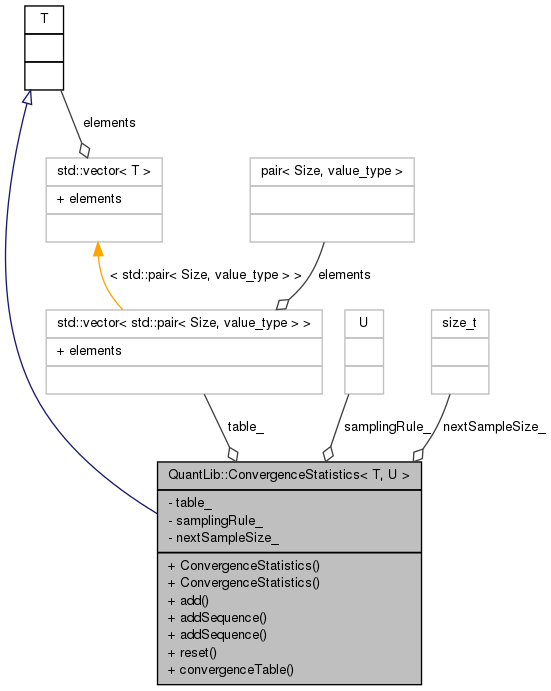 T
elements
std::vector< T >
+ elements
pair< Size, value_type >
< std::pair< Size, value_type > >
elements
std::vector< std::pair< Size, value_type > >
+ elements
U
size_t
table_
samplingRule_
nextSampleSize_
QuantLib::ConvergenceStatistics< T, U >
- table_
- samplingRule_
- nextSampleSize_
+ ConvergenceStatistics()
+ ConvergenceStatistics()
+ add()
+ addSequence()
+ addSequence()
+ reset()
+ convergenceTable()